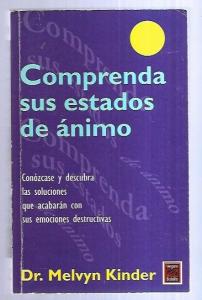 Comprenda
sus estados
de ánimo
Conózcase y descubra
las soluciones
que acabarán con
sus emociones destructivas
Dr. Melvyn Kinder